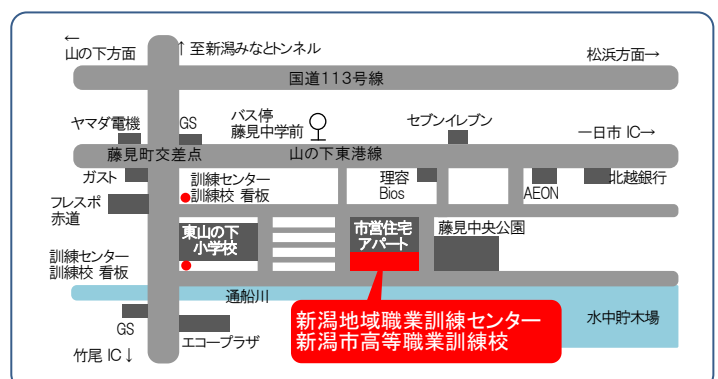 ←
山の下方面
↑至新潟みなとトンネル
松浜方面→
国道113号線
ヤマダ電機
GS
バス停
藤見中学前
セブンイレブン
一日市 IC→
藤見町交差点
山の下東港線
ガスト
訓練センター
訓練校 看板
理容
Bios
AEON
北越銀行
フレスポ
赤道
東山の下
小学校
市営住宅
アパート
藤見中央公園
訓練センター
訓練校 看板
通船川
GS
エコープラザ
新潟地域職業訓練センター
新潟市高等職業訓練校
水中貯木場
竹尾 IC↓